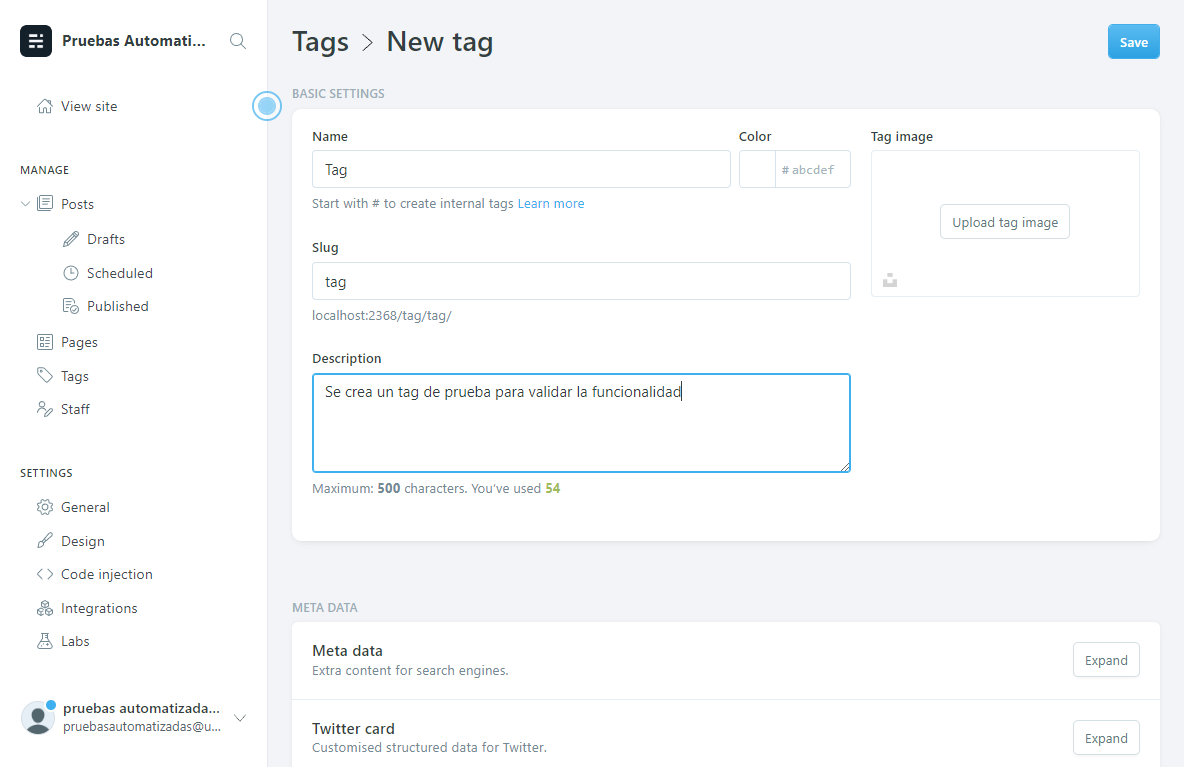 Pruebas Automati...
View site
MANAGE
Posts
Drafts
Scheduled
Published
Pages
Tags
Staff
SETTINGS
General
Design
Code injection
Integrations
Labs
pruebas automatizada...
pruebasautomatizadas@u...
Tags > New tag
Save
BASIC SETTINGS
Name
Tag
Start with # to create internal tags Learn more
Color
# abcdef
Slug
tag
localhost:2368/tag/tag/
Description
Se crea un tag de prueba para validar la funcionalidad
Maximum: 500 characters. You've used 54
Tag image
Upload tag image
META DATA
Meta data
Extra content for search engines.
Expand
Twitter card
Customised structured data for Twitter.
Expand